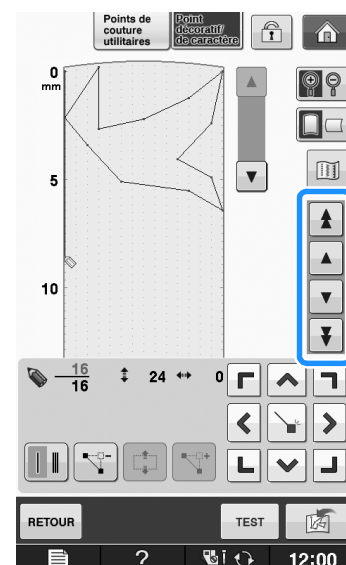 Points de
couture
utilitaires
Point
décoratif/
de caractère
0
mm
5
10
16
16
24
0
RETOUR
TEST
?
12:00